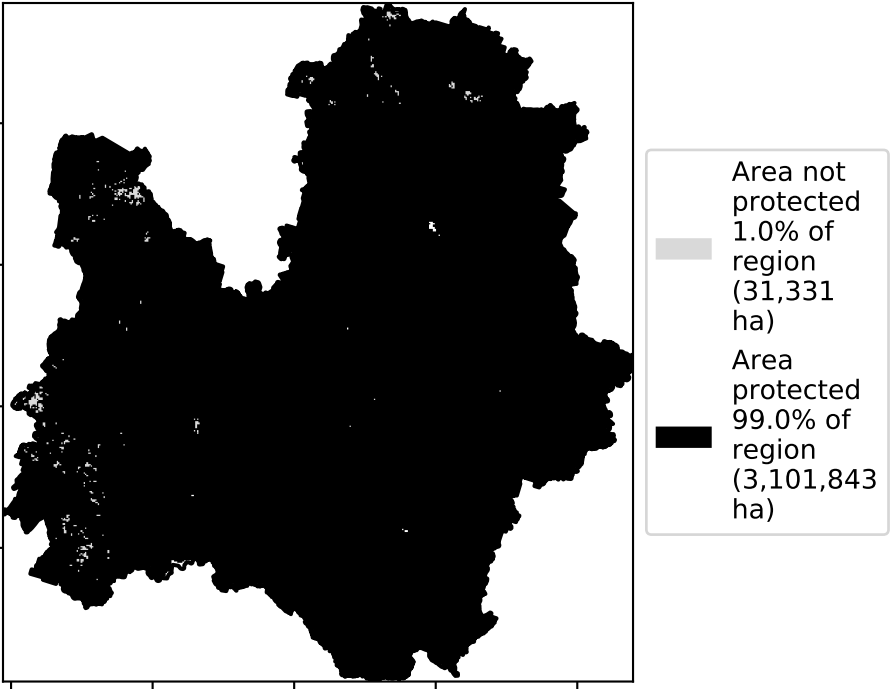 Area not
protected
1.0% of
region
(31,331
ha)
Area
protected
99.0% of
region
(3,101,843
ha)